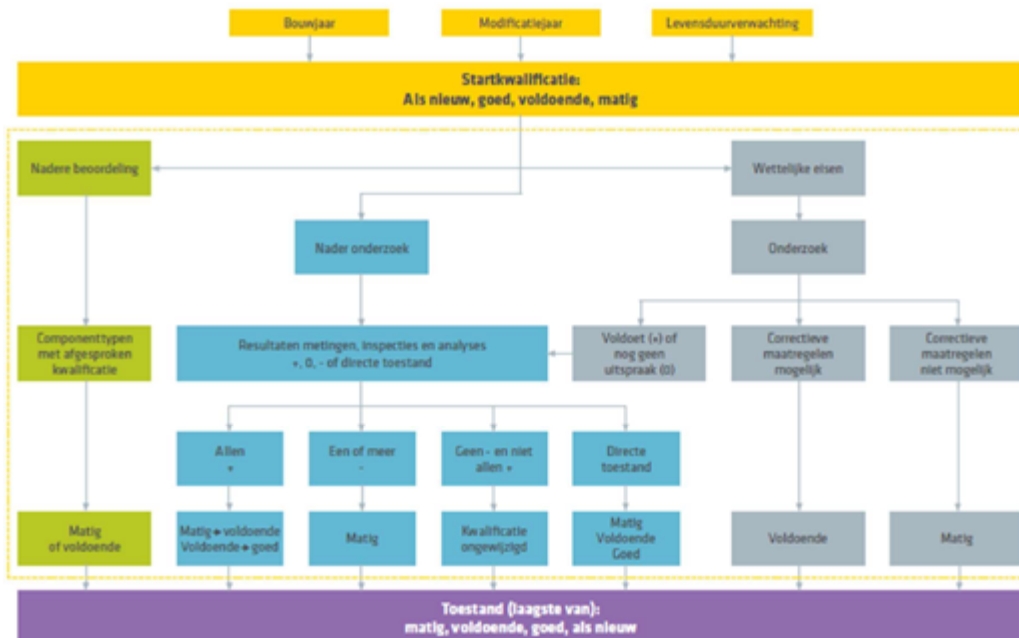 Bouwjaar
Modificatiejaar
Levensduurverwachting
Startkwalificatie:
Als nieuw, goed, voldoende, matig
Nadere beoordeling
Wettelijke eisen
Nader onderzoek
Onderzoek
Componenttypen
met afgesproken
kwalificatie
Resultaten metingen, inspecties en analyses
+, 0, - of directe toestand
Voldoet (+) of
nog geen
uitspraak (0)
Correctieve
maatregelen
mogelijk
Correctieve
maatregelen
niet mogelijk
Allen
+
Een of meer
-
Geen - en niet
allen +
Directe
toestand
Matig
of voldoende
Matig → voldoende
Voldoende → goed
Matig
Kwalificatie
ongewijzigd
Matig
Voldoende
Goed
Voldoende
Matig
Toestand (laagste van):
matig, voldoende, goed, als nieuw